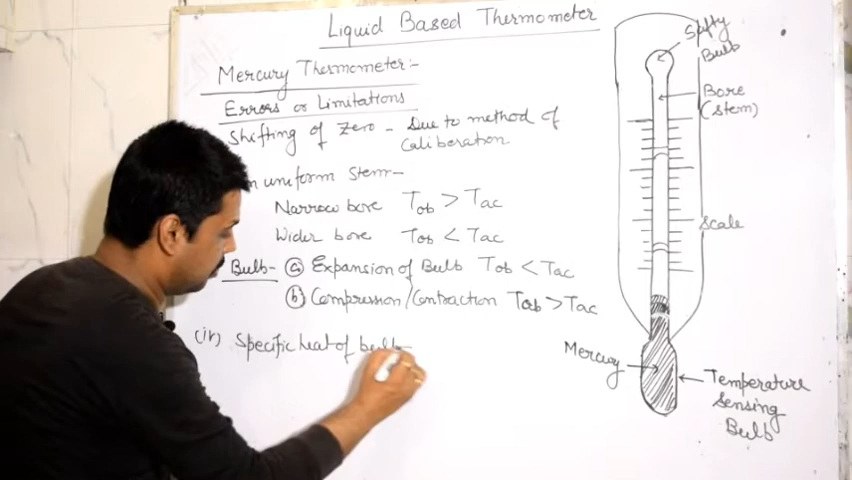 Liquid Based Thermometer
Mercury Thermometer:-
Errors or Limitations
Shifting of Zero - Due to method of
Caliberation
n uniform Stem-
Narrow bore Tob > Tac
Wider bore Tob < Tac
Bulb- (a) Expansion of Bulb Tob < Tac
(b) Compression/Contraction Tob > Tac
(iv) Specific heat of bulb
Safty
Bulb
Bore
(Stem)
Scale
Mercury
Temperature
Sensing
Bulb